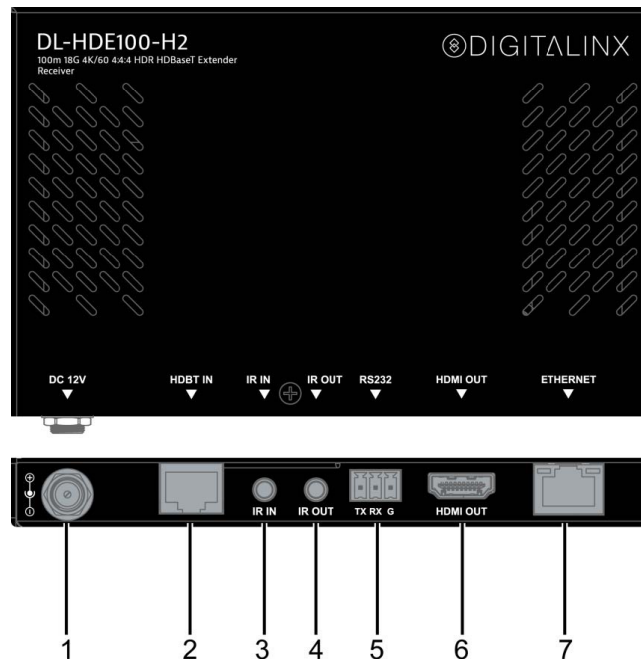 DL-HDE100-H2
100m 18G 4K/60 4:4:4 HDR HDBaseT Extender
Receiver
DIGITALINX
DC 12V HDBT IN IR IN IR OUT RS232 HDMI OUT ETHERNET
IR IN IR OUT TX RX G HDMI OUT
1 2 3 4 5 6 7